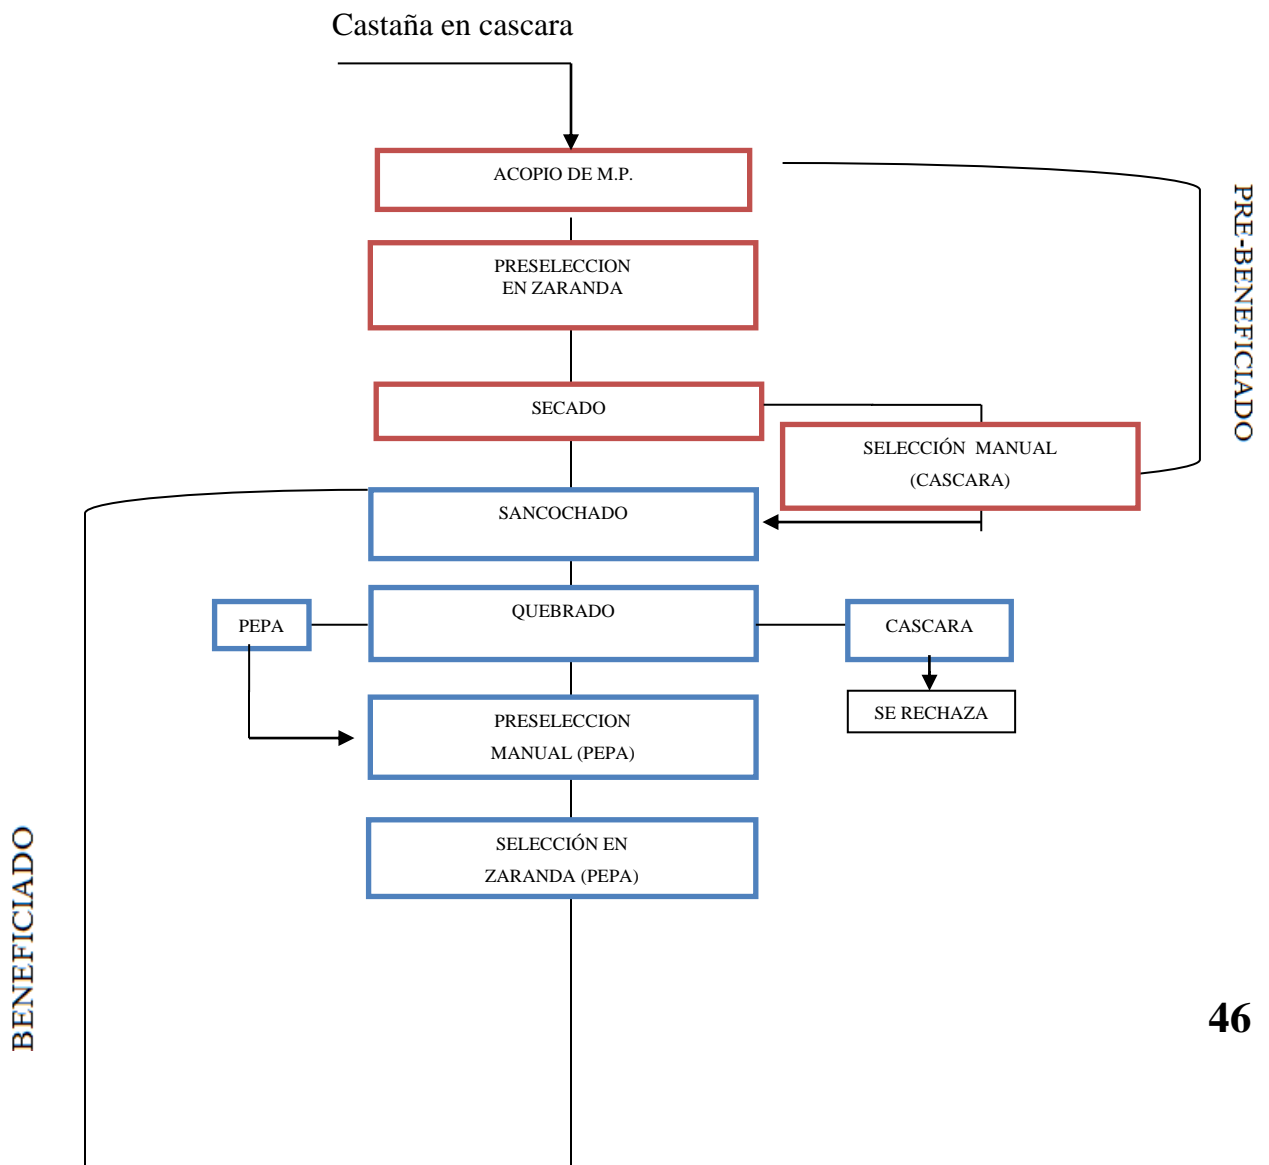 Castaña en cascara
ACOPIO DE M.P.
PRESELECCION
EN ZARANDA
SECADO
SELECCIÓN MANUAL
(CASCARA)
PRE-BENEFICIADO
SANCOCHADO
QUEBRADO
PEPA
CASCARA
SE RECHAZA
PRESELECCION
MANUAL (PEPA)
SELECCIÓN EN
ZARANDA (PEPA)
BENEFICIADO
46